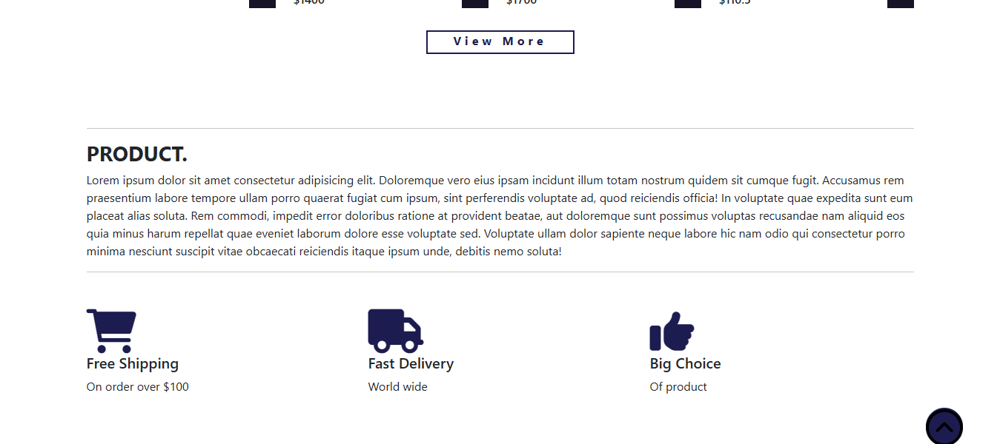 $1400 $1700 $110.5
View More
PRODUCT.
Lorem ipsum dolor sit amet consectetur adipisicing elit. Doloremque vero eius ipsam incidunt illum totam nostrum quidem sit cumque fugit. Accusamus rem
praesentium labore tempore ullam porro quaerat fugiat cum ipsum, sint perferendis voluptate ad, quod reiciendis officia! In voluptate quae expedita sunt eum
placeat alias soluta. Rem commodi, impedit error doloribus ratione at provident beatae, aut doloremque sunt possimus voluptas recusandae nam aliquid eos
quia minus harum repellat quae eveniet laborum dolore esse voluptate sed. Voluptate ullam dolor sapiente neque labore hic nam odio qui consectetur porro
minima nesciunt suscipit vitae obcaecati reiciendis itaque ipsum unde, debitis nemo soluta!
Free Shipping Fast Delivery Big Choice
On order over $100 World wide Of product